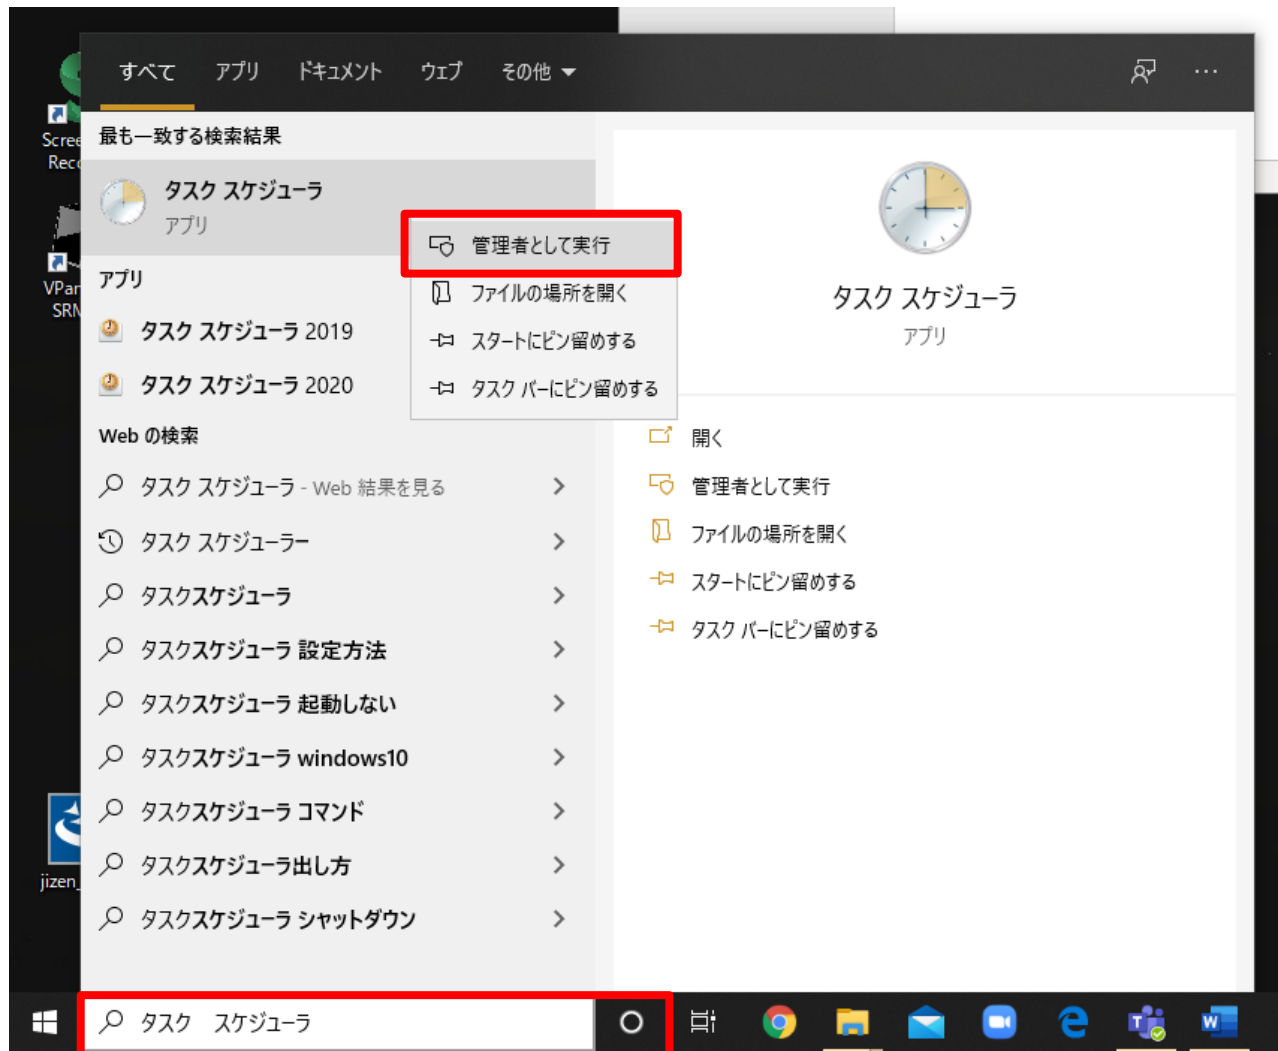 すべて アプリ ドキュメント ウェブ その他
最も一致する検索結果
タスク スケジューラ
アプリ
管理者として実行
ファイルの場所を開く
スタートにピン留めする
タスク バーにピン留めする
アプリ
タスク スケジューラ 2019
タスク スケジューラ 2020
Web の検索
タスク スケジューラ - Web 結果を見る
タスク スケジューラー
タスクスケジューラ
タスクスケジューラ 設定方法
タスクスケジューラ 起動しない
タスクスケジューラ windows10
タスクスケジューラ コマンド
タスクスケジューラ出し方
タスクスケジューラ シャットダウン
タスク スケジューラ
アプリ
開く
管理者として実行
ファイルの場所を開く
スタートにピン留めする
タスク バーにピン留めする
Scree
Rec
VPar
SRM
jizen_
タスク　スケジューラ